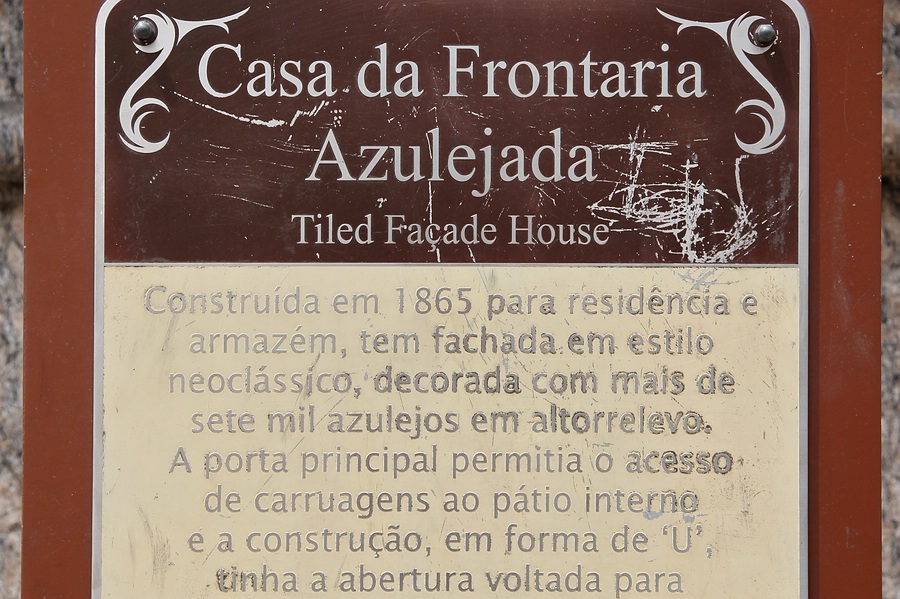 Casa da Frontaria
Azulejada
Tiled Façade House
Construída em 1865 para residência e
armazém, tem fachada em estilo
neoclássico, decorada com mais de
sete mil azulejos em altorrelevo.
A porta principal permitia o acesso
de carruagens ao pátio interno
e a construção, em forma de ‘U’,
tinha a abertura voltada para